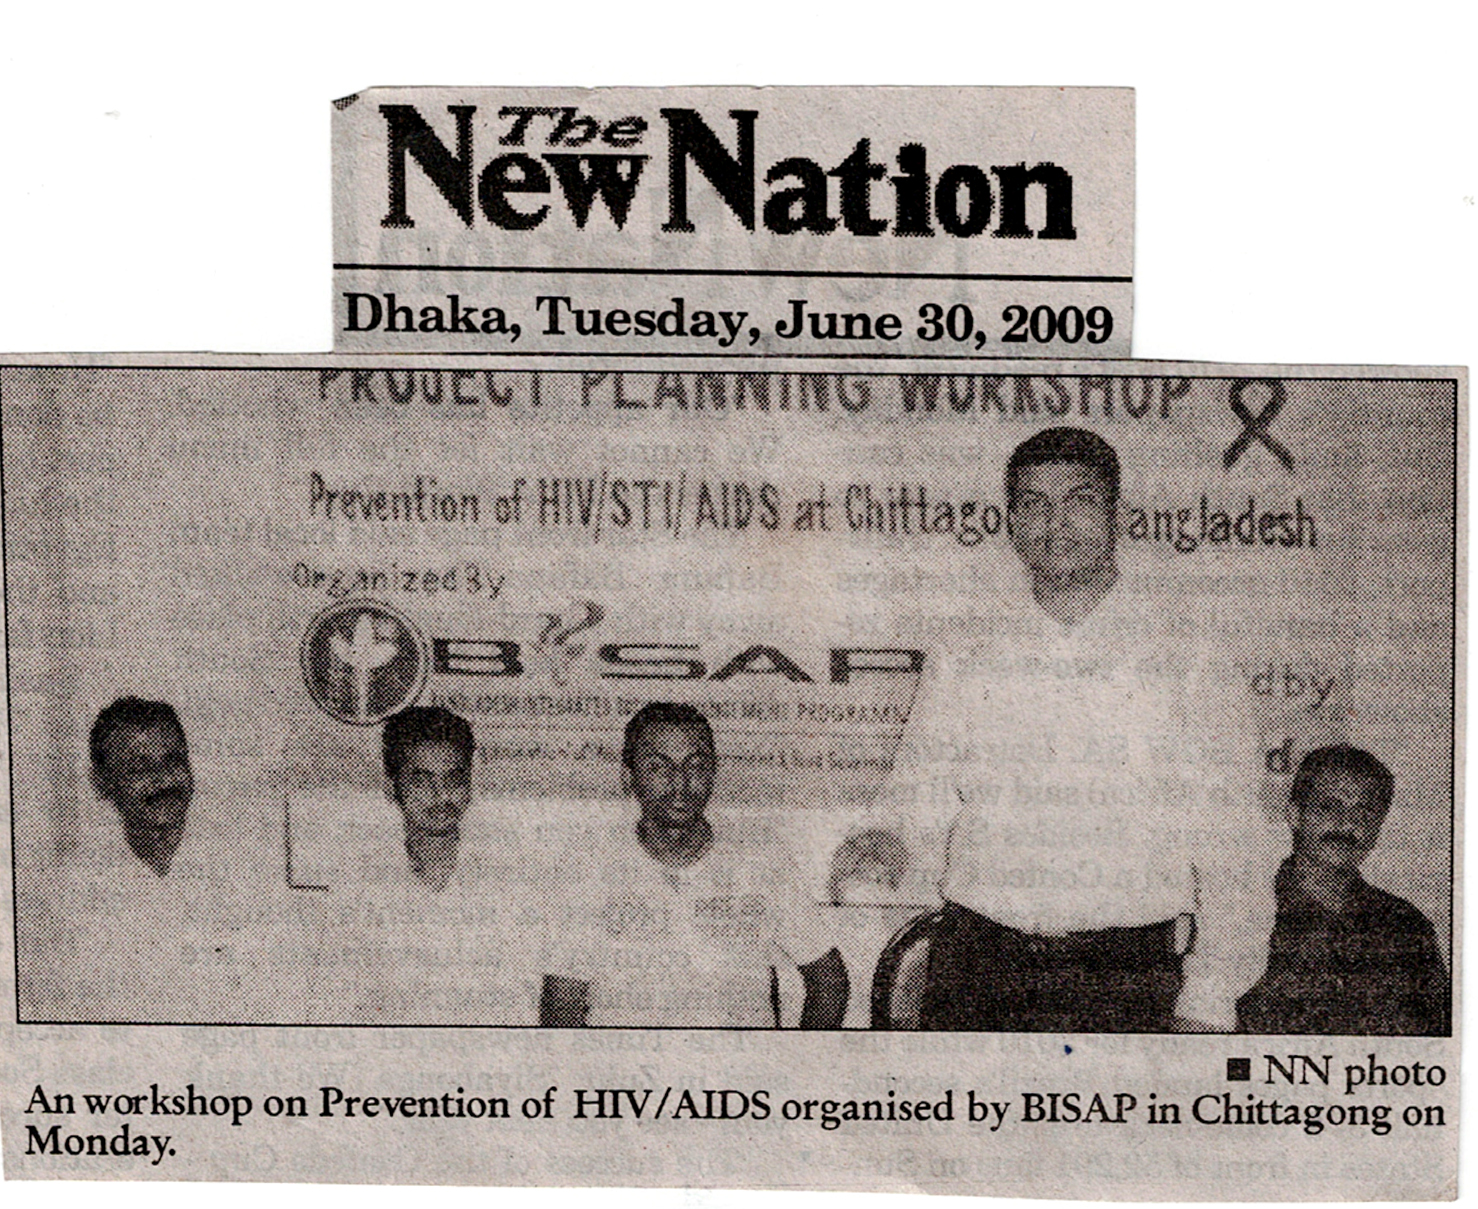 The
New Nation
Dhaka, Tuesday, June 30, 2009
PROJECT PLANNING WORKSHOP
Prevention of HIV/STI/AIDS at Chittago angladesh
Organized By
BISAP
PROGRAMS
d by
d
■ NN photo
An workshop on Prevention of HIV/AIDS organised by BISAP in Chittagong on
Monday.